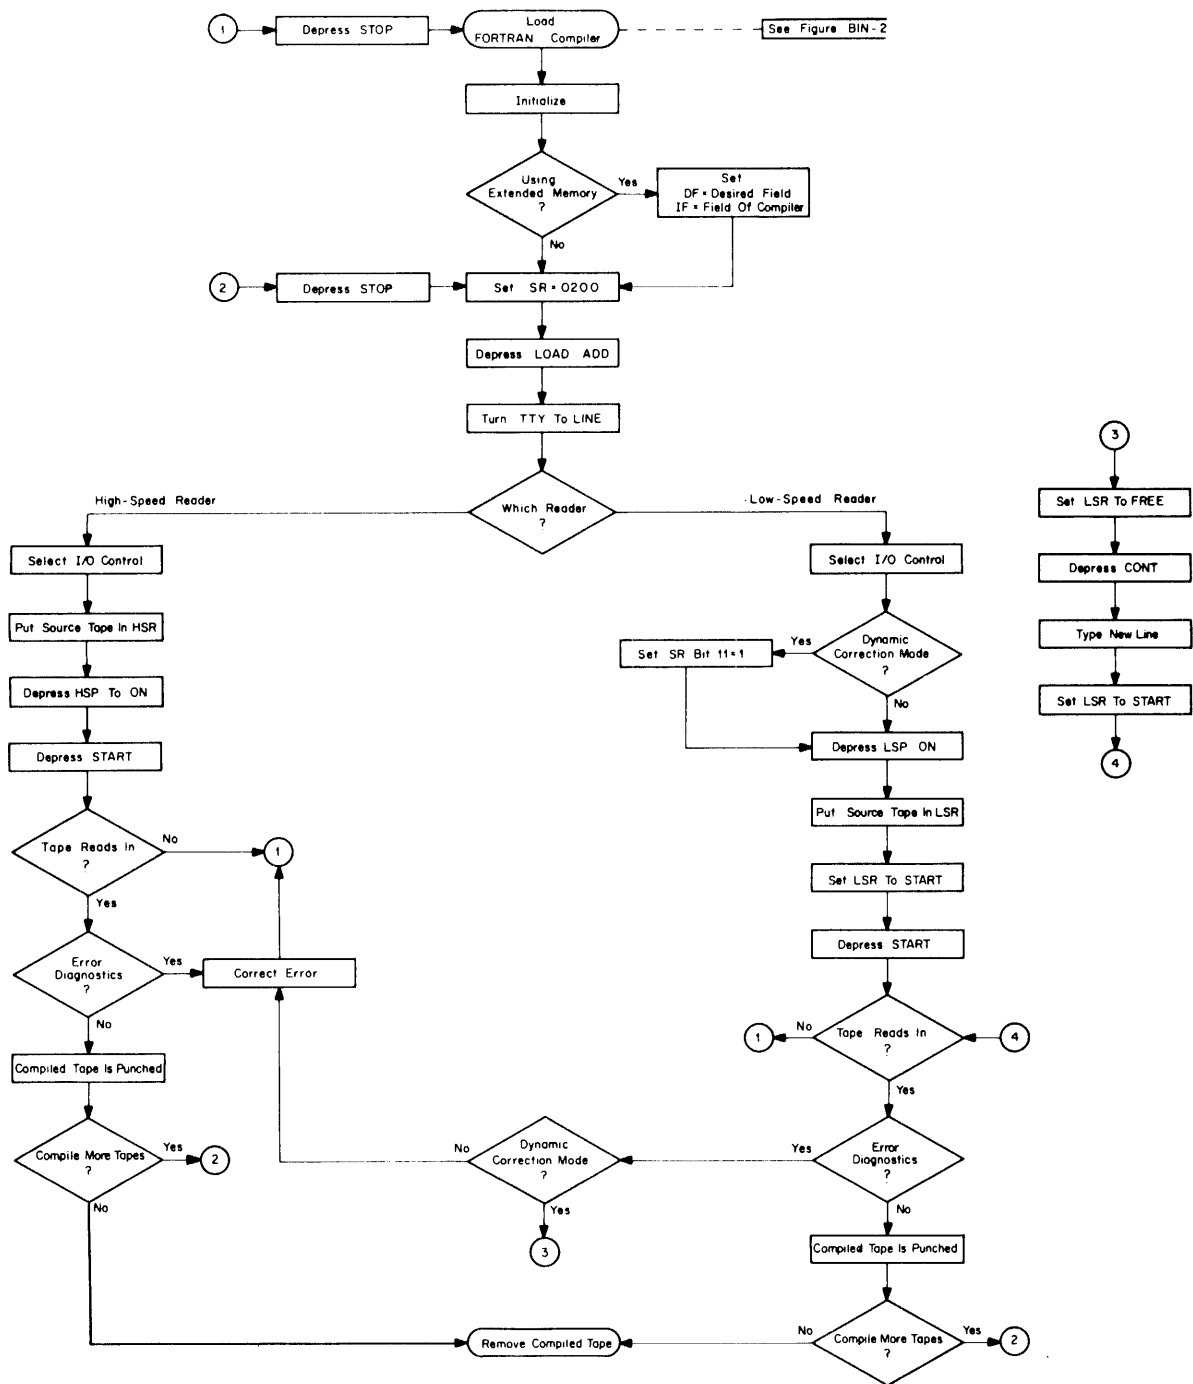 1
Depress STOP
Load
FORTRAN Compiler
See Figure BIN-2
Initialize
Using
Extended Memory
?
Yes
Set
DF = Desired Field
IF = Field Of Compiler
No
2
Depress STOP
Set SR = 0200
Depress LOAD ADD
Turn TTY To LINE
Which Reader
?
High-Speed Reader
Low-Speed Reader
Select I/O Control
Put Source Tape In HSR
Depress HSP To ON
Depress START
Tape Reads In
?
No
1
Yes
Error
Diagnostics
?
Yes
Correct Error
No
Compiled Tape Is Punched
Compile More Tapes
?
Yes
2
No
Select I/O Control
Dynamic
Correction Mode
?
Yes
Set SR Bit 11=1
No
Depress LSP ON
Put Source Tape In LSR
Set LSR To START
Depress START
Tape Reads In
?
No
1
4
Yes
Error
Diagnostics
?
Yes
Dynamic
Correction Mode
?
No
Yes
3
No
Compiled Tape Is Punched
Compile More Tapes
?
Yes
2
No
Remove Compiled Tape
3
Set LSR To FREE
Depress CONT
Type New Line
Set LSR To START
4